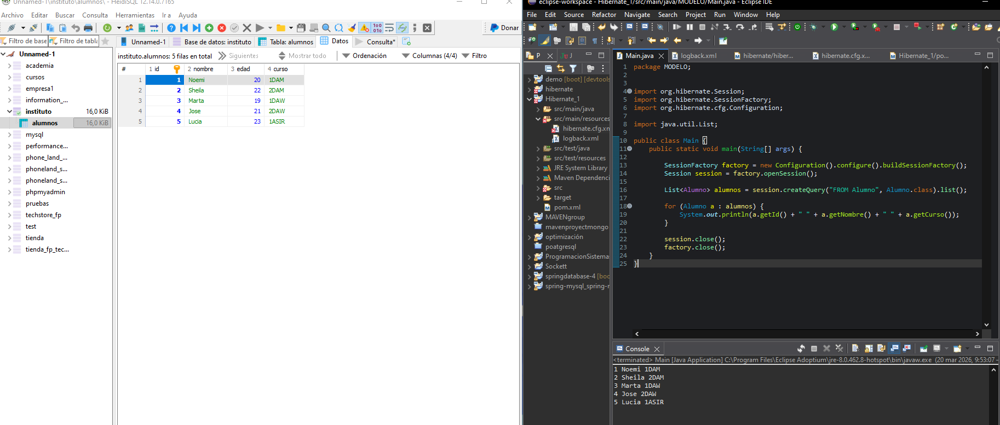 Unnamed-1\instituto\alumnos\ - HeidiSQL 12.14.0.7165
Archivo Editar Buscar Consulta Herramientas Ir a Ayuda
Donar
Filtro de base
Filtro de tabla
Unnamed-1
academia
cursos
empresa1
information_...
instituto 16,0 KiB
alumnos 16,0 KiB
mysql
performance...
phone_land_...
phoneland_s...
phoneland_s...
phpmyadmin
pruebas
techstore_fp
test
tienda
tienda_fp_tec...
Unnamed-1 Base de datos: instituto Tabla: alumnos Datos Consulta*
instituto.alumnos: 5 filas en total Siguientes Mostrar todo Ordenación Columnas (4/4) Filtro
# 1 id 2 nombre 3 edad 4 curso
1 1 Noemi 20 1DAM
2 2 Sheila 22 2DAM
3 3 Marta 19 1DAW
4 4 Jose 21 2DAW
5 5 Lucia 23 1ASIR
eclipse-workspace - Hibernate_1/src/main/java/MODELO/Main.java - Eclipse IDE
File Edit Source Refactor Navigate Search Project Run Window Help
P
J
demo [boot] [devtools
hibernate
Hibernate_1
src/main/java
src/main/resources
hibernate.cfg.xm
logback.xml
src/test/java
src/test/resources
JRE System Library
Maven Dependenci
src
target
pom.xml
MAVENgroup
mavenproyectmongo
optimización
poatgresql
ProgramacionSistema
Sockett
springdatabase-4 [boo
spring-mysql_spring-r
Main.java logback.xml hibernate/hiber... hibernate.cfg.x... Hibernate_1/po...
1 package MODELO;
2
3
4 import org.hibernate.Session;
5 import org.hibernate.SessionFactory;
6 import org.hibernate.cfg.Configuration;
7
8 import java.util.List;
9
10 public class Main {
11 public static void main(String[] args) {
12
13 SessionFactory factory = new Configuration().configure().buildSessionFactory();
14 Session session = factory.openSession();
15
16 List<Alumno> alumnos = session.createQuery("FROM Alumno", Alumno.class).list();
17
18 for (Alumno a : alumnos) {
19 System.out.println(a.getId() + " " + a.getNombre() + " " + a.getCurso());
20 }
21
22 session.close();
23 factory.close();
24 }
25 }
Console
<terminated> Main [Java Application] C:\Program Files\Eclipse Adoptium\jre-8.0.462.8-hotspot\bin\javaw.exe (20 mar 2026, 9:53:07 -
1 Noemi 1DAM
2 Sheila 2DAM
3 Marta 1DAW
4 Jose 2DAW
5 Lucia 1ASIR